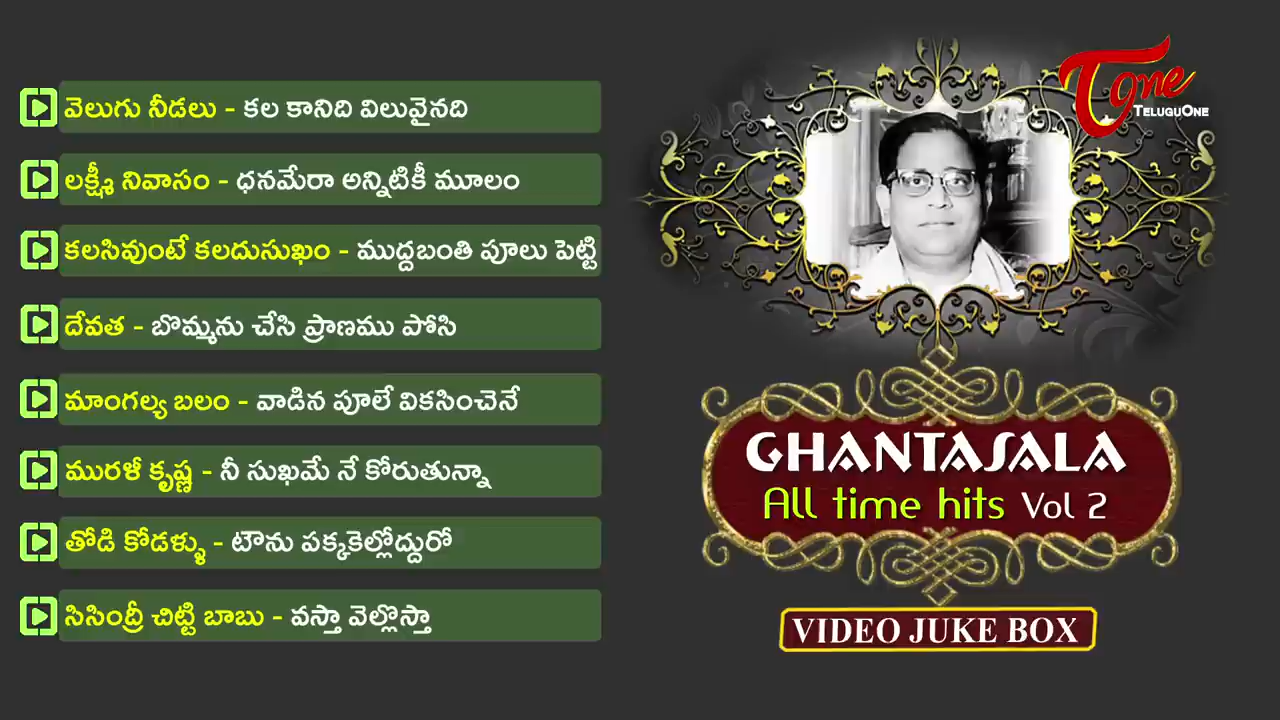 వెలుగు నీడలు - కల కానిది విలువైనది
లక్ష్మీ నివాసం - ధనమేరా అన్నిటికీ మూలం
కలసివుంటే కలదుసుఖం - ముద్దబంతి పూలు పెట్టి
దేవత - బొమ్మను చేసి ప్రాణము పోసి
మాంగల్య బలం - వాడిన పూలే వికసించెనే
మురళీ కృష్ణ - నీ సుఖమే నే కోరుతున్నా
తోడి కోడళ్ళు - టౌను పక్కకెల్లోద్దురో
సిసింద్రీ చిట్టి బాబు - వస్తా వెల్లొస్తా
Tone
TELUGUONE
GHANTASALA
All time hits Vol 2
VIDEO JUKE BOX